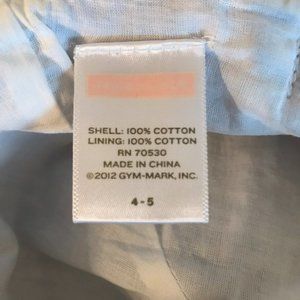 SHELL: 100% COTTON
LINING: 100% COTTON
RN 70530
MADE IN CHINA
©2012 GYM-MARK, INC.
4-5